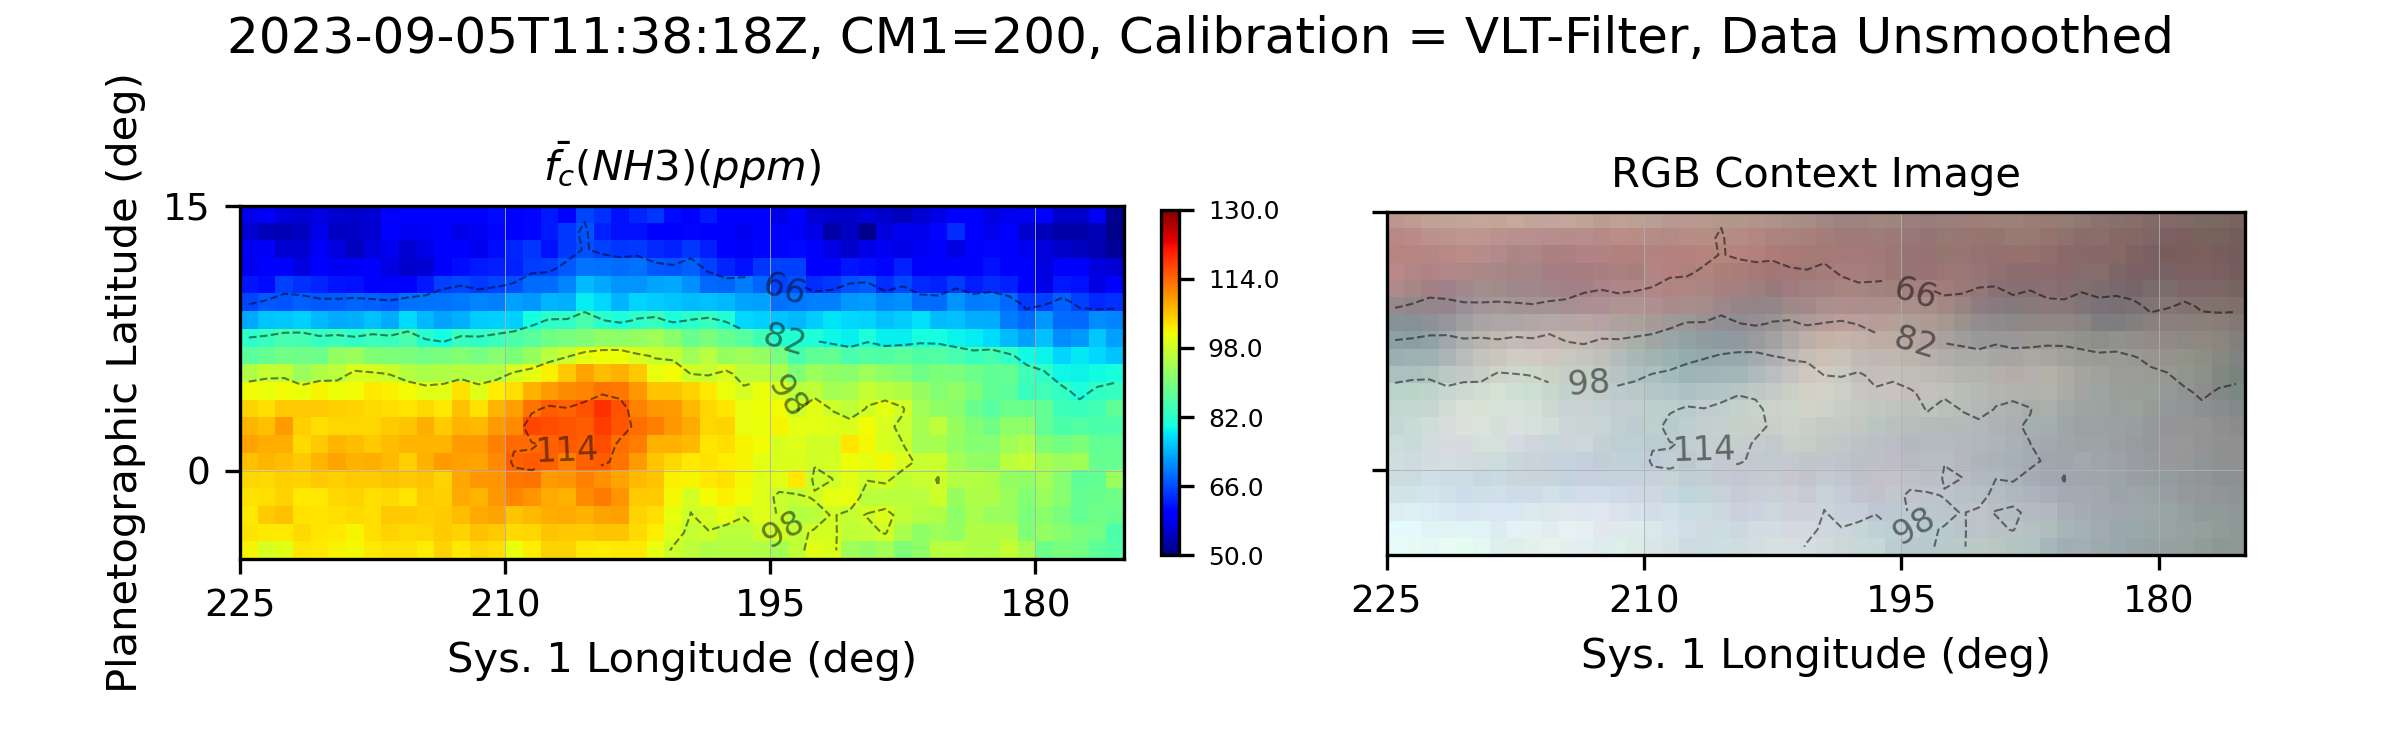 2023-09-05T11:38:18Z, CM1=200, Calibration = VLT-Filter, Data Unsmoothed
Planetographic Latitude (deg)
f̄c(NH3)(ppm)
15
0
66
82
98
114
98
225 210 195 180
Sys. 1 Longitude (deg)
130.0
114.0
98.0
82.0
66.0
50.0
RGB Context Image
66
82
98
114
98
225 210 195 180
Sys. 1 Longitude (deg)